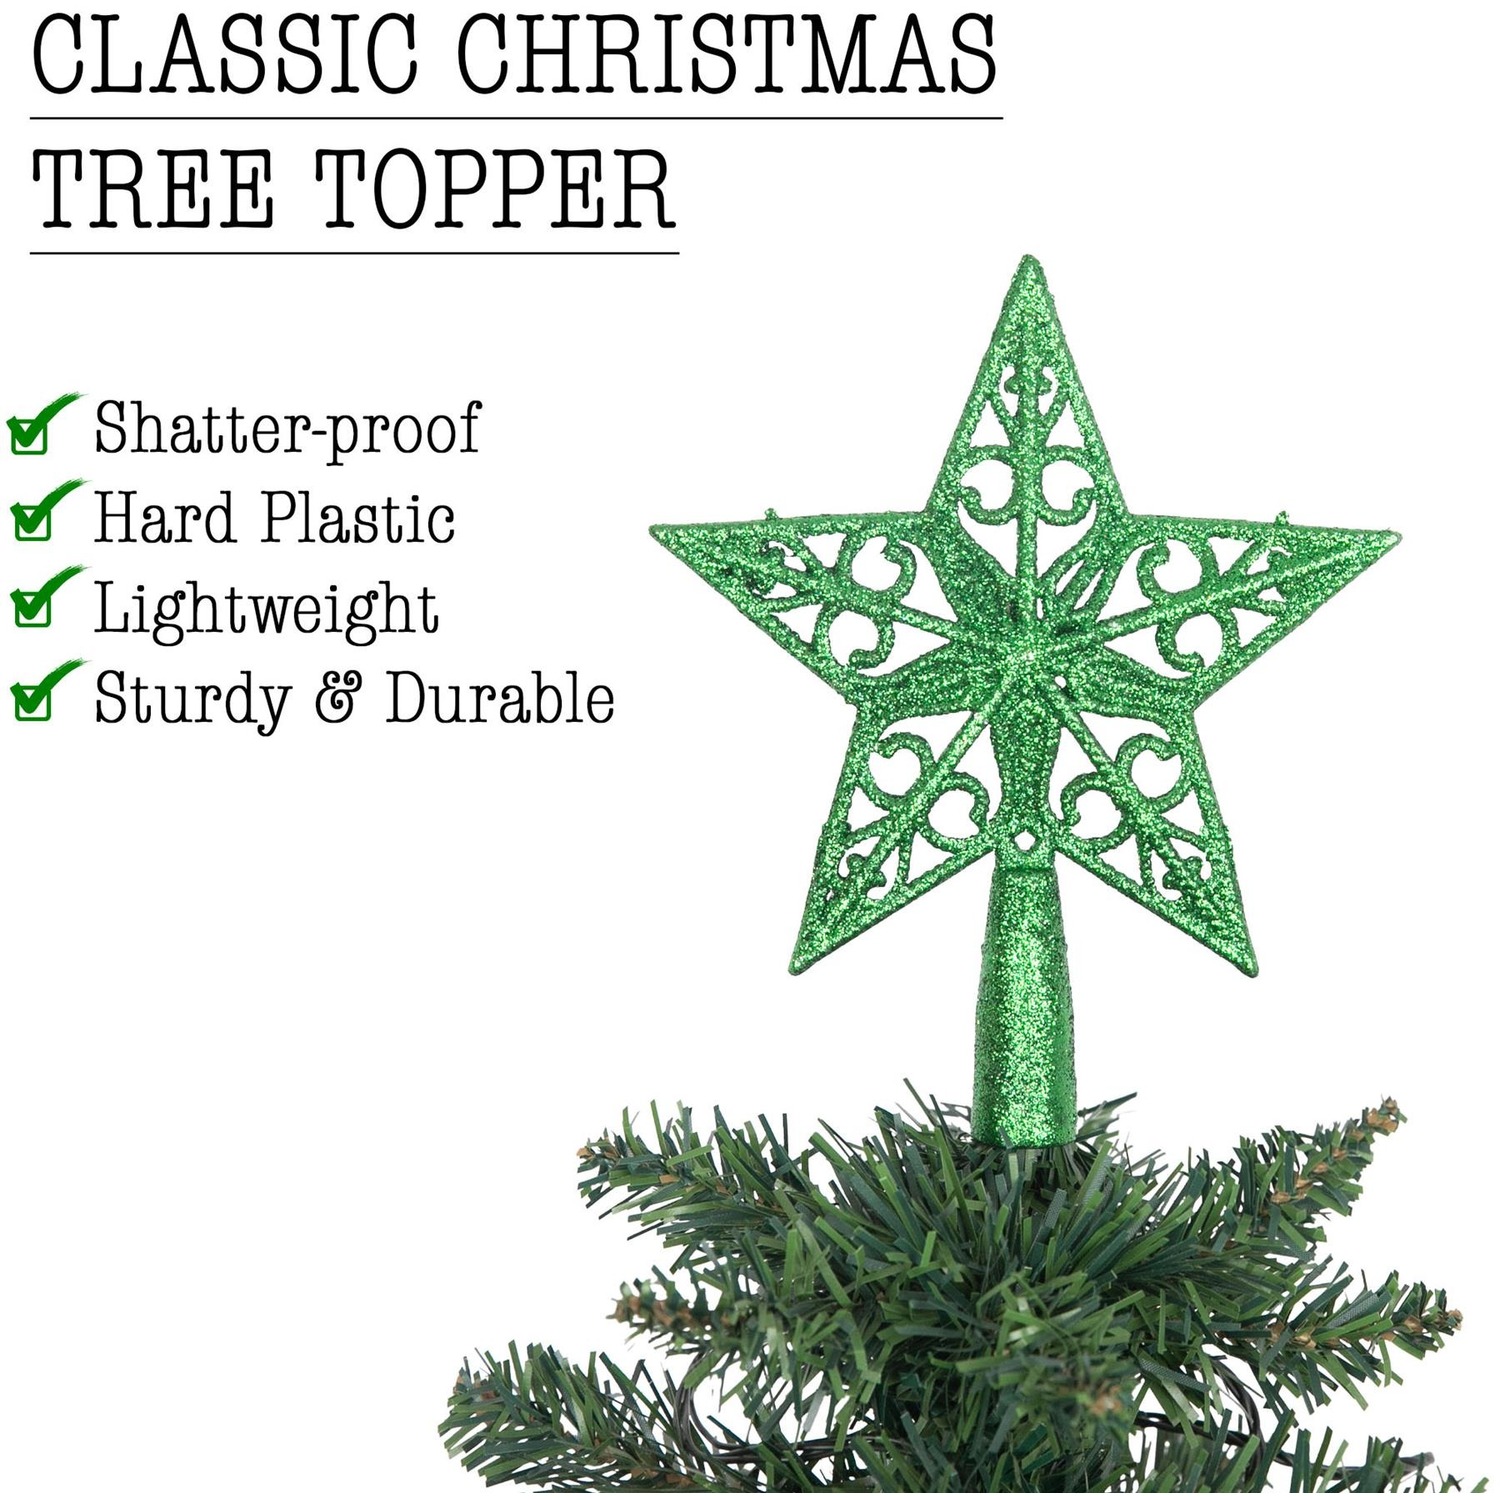 CLASSIC CHRISTMAS
TREE TOPPER
Shatter-proof
Hard Plastic
Lightweight
Sturdy & Durable